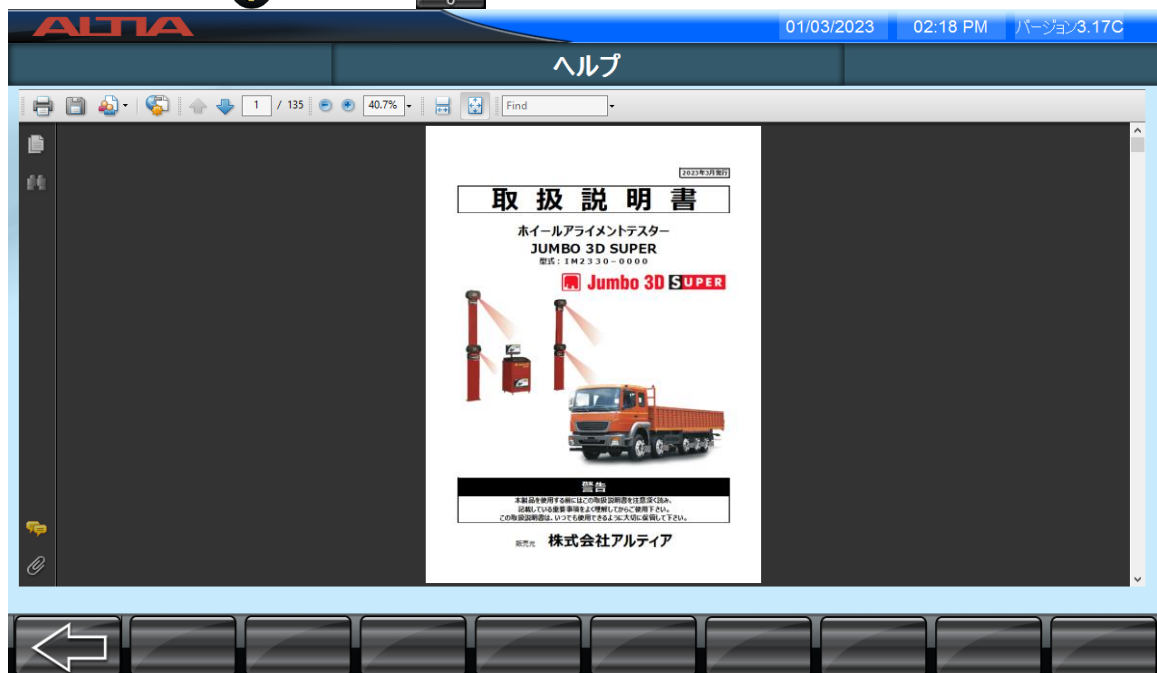 ALTIA
01/03/2023 02:18 PM バージョン3.17C
ヘルプ
1 / 135 40.7% Find
2023年3月発行
取 扱 説 明 書
ホイールアライメントテスター
JUMBO 3D SUPER
型式：IM2330-0000
Jumbo 3D SUPER
警告
本製品を使用する前にはこの取扱説明書を注意深く読み、
記載している重要事項をよく理解してからご使用下さい。
この取扱説明書は、いつでも使用できるように大切に保管して下さい。
販売元 株式会社アルティア